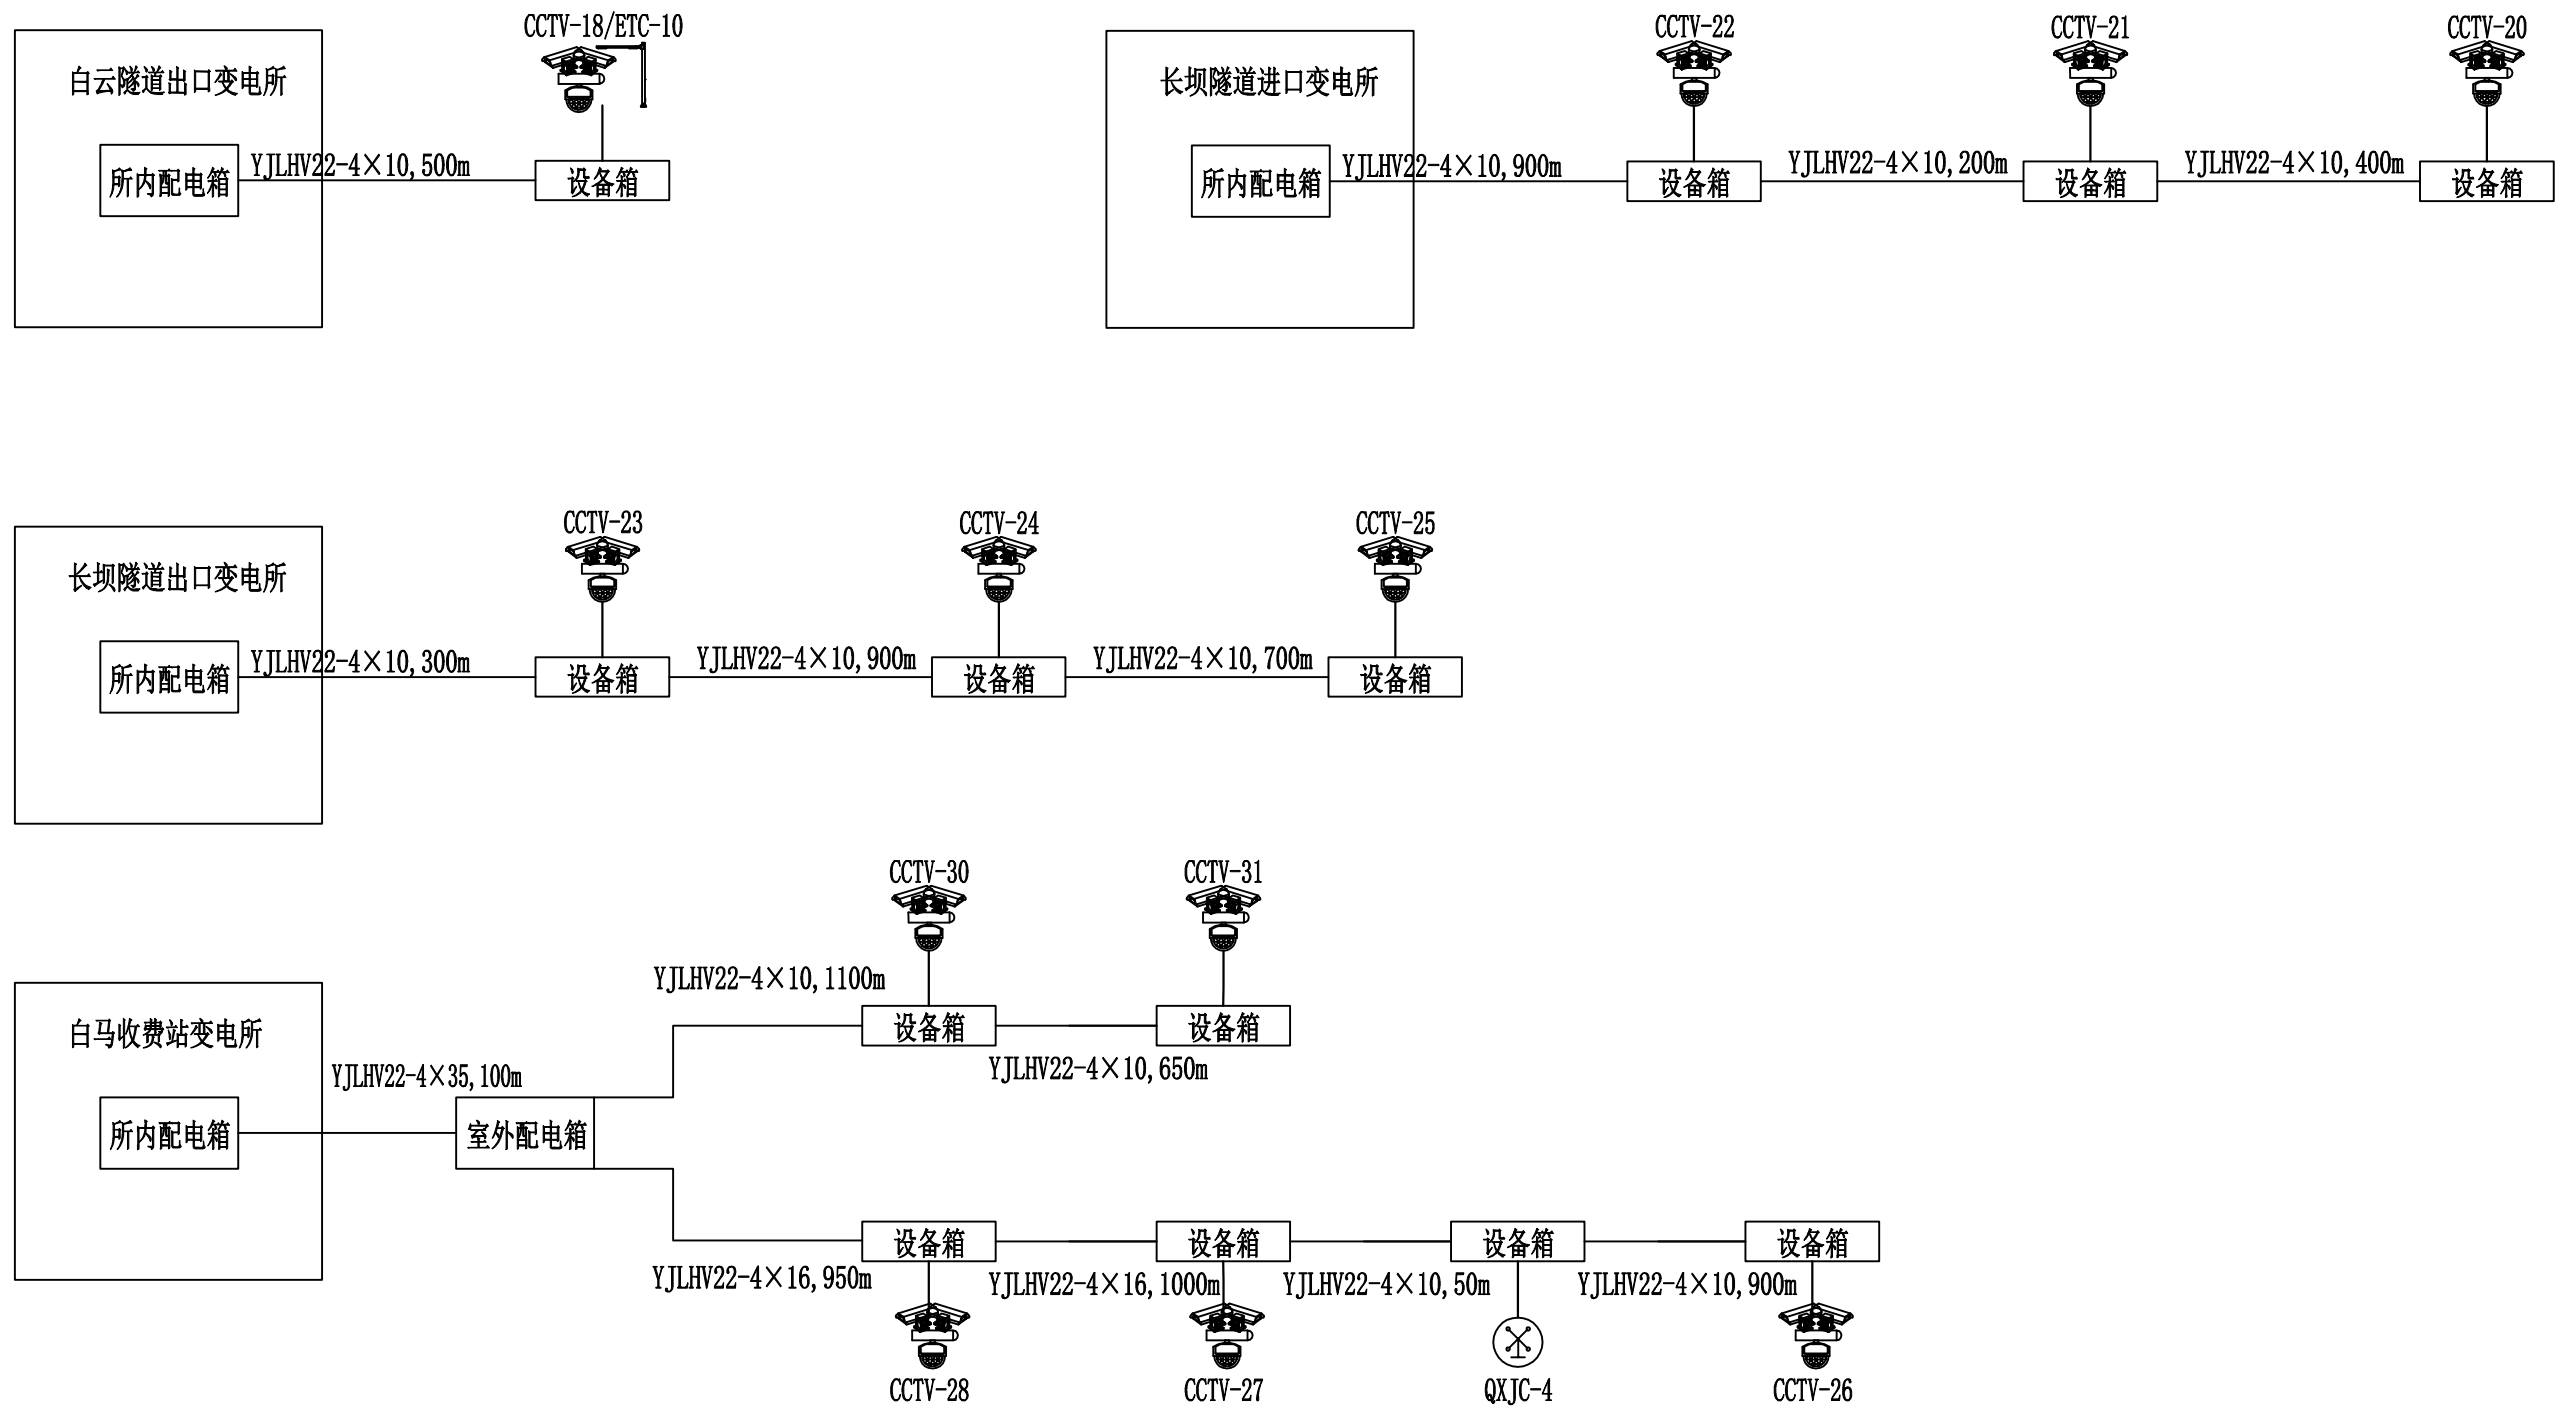 CCTV-18/ETC-10
白云隧道出口变电所
所内配电箱
YJLHV22-4×10,500m
设备箱
CCTV-22
CCTV-21
CCTV-20
长坝隧道进口变电所
所内配电箱
YJLHV22-4×10,900m
设备箱
YJLHV22-4×10,200m
设备箱
YJLHV22-4×10,400m
设备箱
CCTV-23
CCTV-24
CCTV-25
长坝隧道出口变电所
所内配电箱
YJLHV22-4×10,300m
设备箱
YJLHV22-4×10,900m
设备箱
YJLHV22-4×10,700m
设备箱
CCTV-30
CCTV-31
YJLHV22-4×10,1100m
设备箱
设备箱
YJLHV22-4×10,650m
白马收费站变电所
YJLHV22-4×35,100m
所内配电箱
室外配电箱
设备箱
设备箱
设备箱
设备箱
YJLHV22-4×16,950m
YJLHV22-4×16,1000m
YJLHV22-4×10,50m
YJLHV22-4×10,900m
CCTV-28
CCTV-27
QXJC-4
CCTV-26